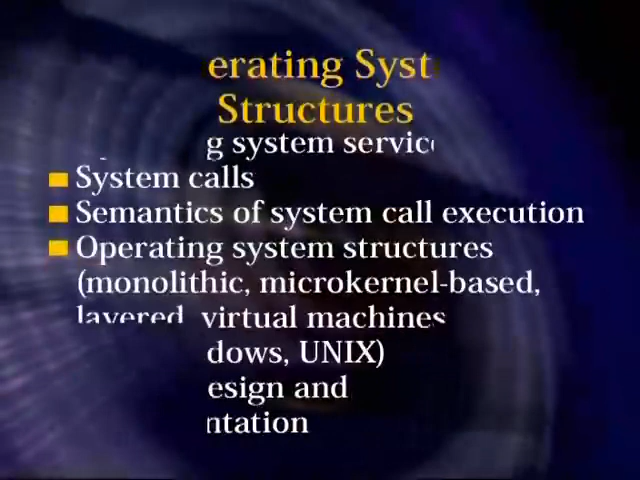 erating Syst
Structures
g system servic
System calls
Semantics of system call execution
Operating system structures
(monolithic, microkernel-based,
layered, virtual machines
dows, UNIX)
esign and
ntation